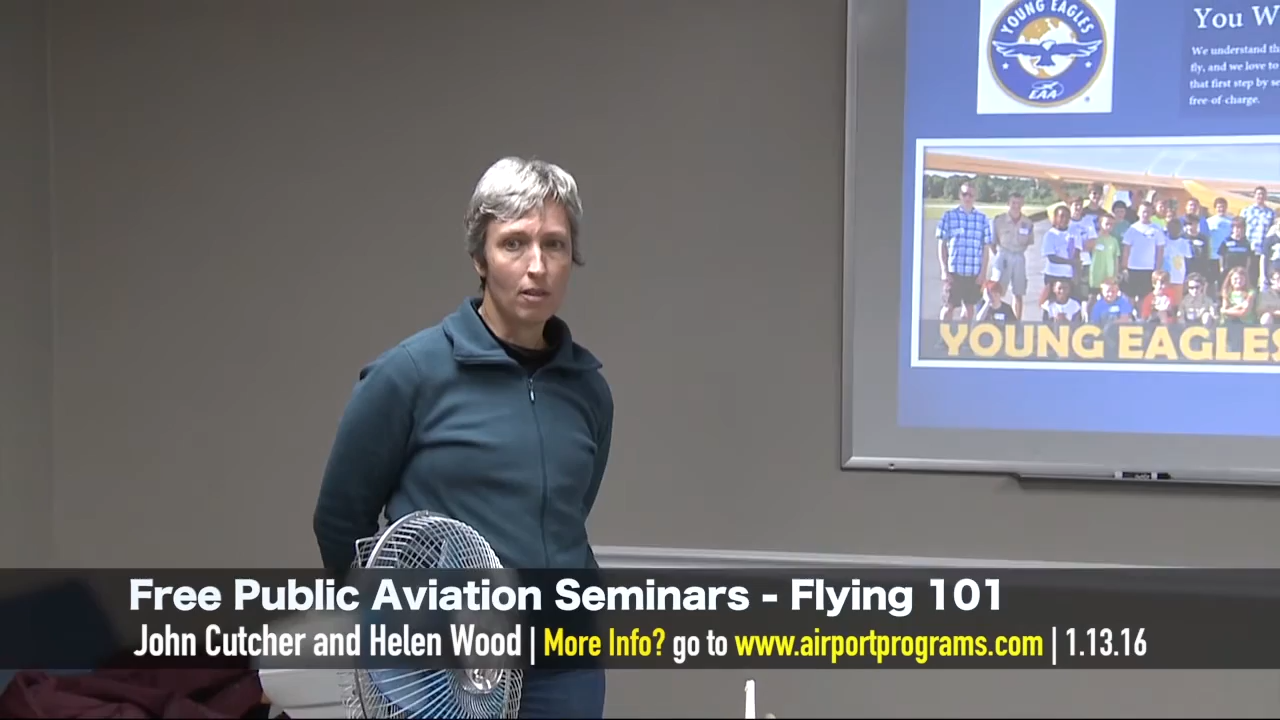 YOUNG EAGLES
EAA
You W
We understand th
fly, and we love to
that first step by se
free-of-charge.
YOUNG EAGLES
Free Public Aviation Seminars - Flying 101
John Cutcher and Helen Wood | More Info? go to www.airportprograms.com | 1.13.16